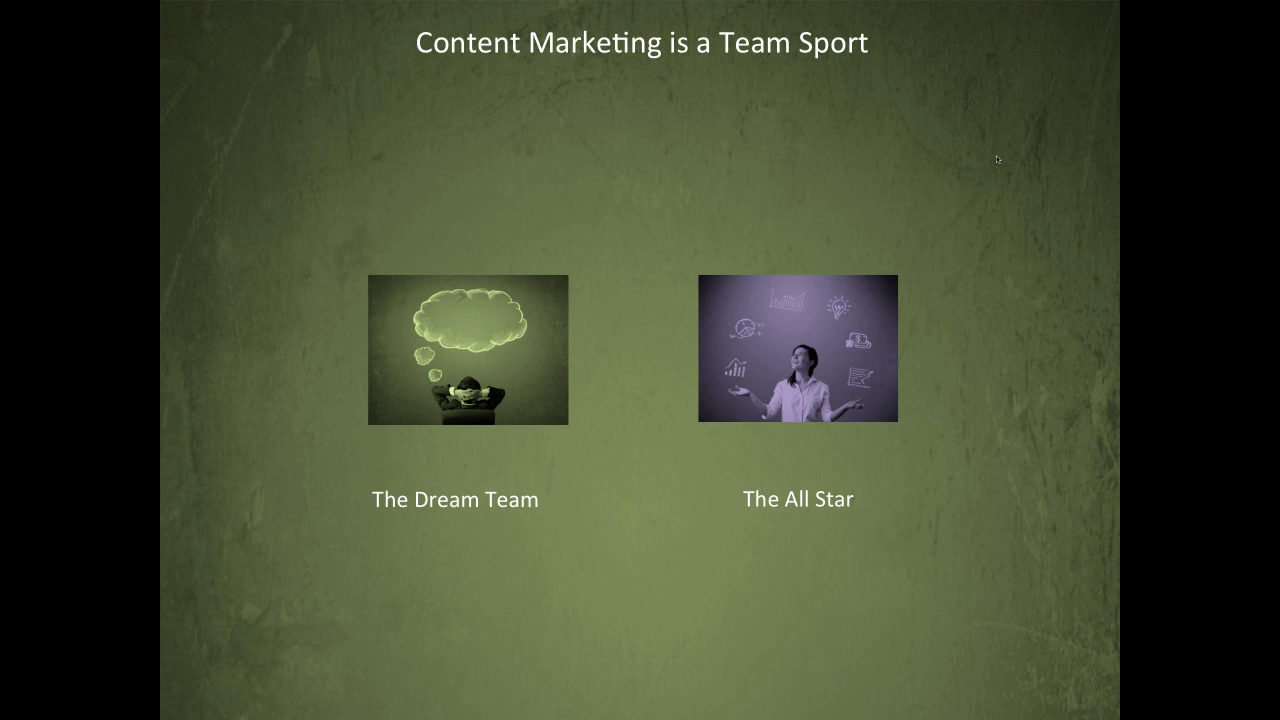 Content Marketing is a Team Sport
The Dream Team
The All Star